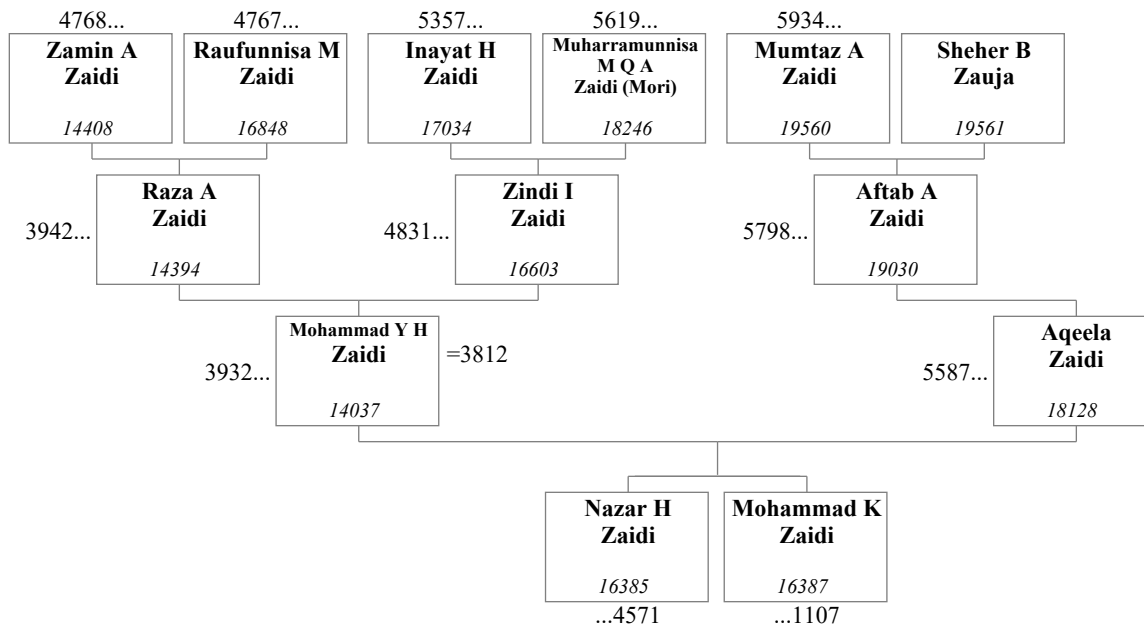 4768...
4767...
5357...
5619...
5934...
Zamin A
Zaidi
14408
Raufunnisa M
Zaidi
16848
Inayat H
Zaidi
17034
Muharramunnisa
M Q A
Zaidi (Mori)
18246
Mumtaz A
Zaidi
19560
Sheher B
Zauja
19561
3942...
Raza A
Zaidi
14394
4831...
Zindi I
Zaidi
16603
5798...
Aftab A
Zaidi
19030
3932...
Mohammad Y H
Zaidi
14037
=3812
5587...
Aqeela
Zaidi
18128
Nazar H
Zaidi
16385
...4571
Mohammad K
Zaidi
16387
...1107